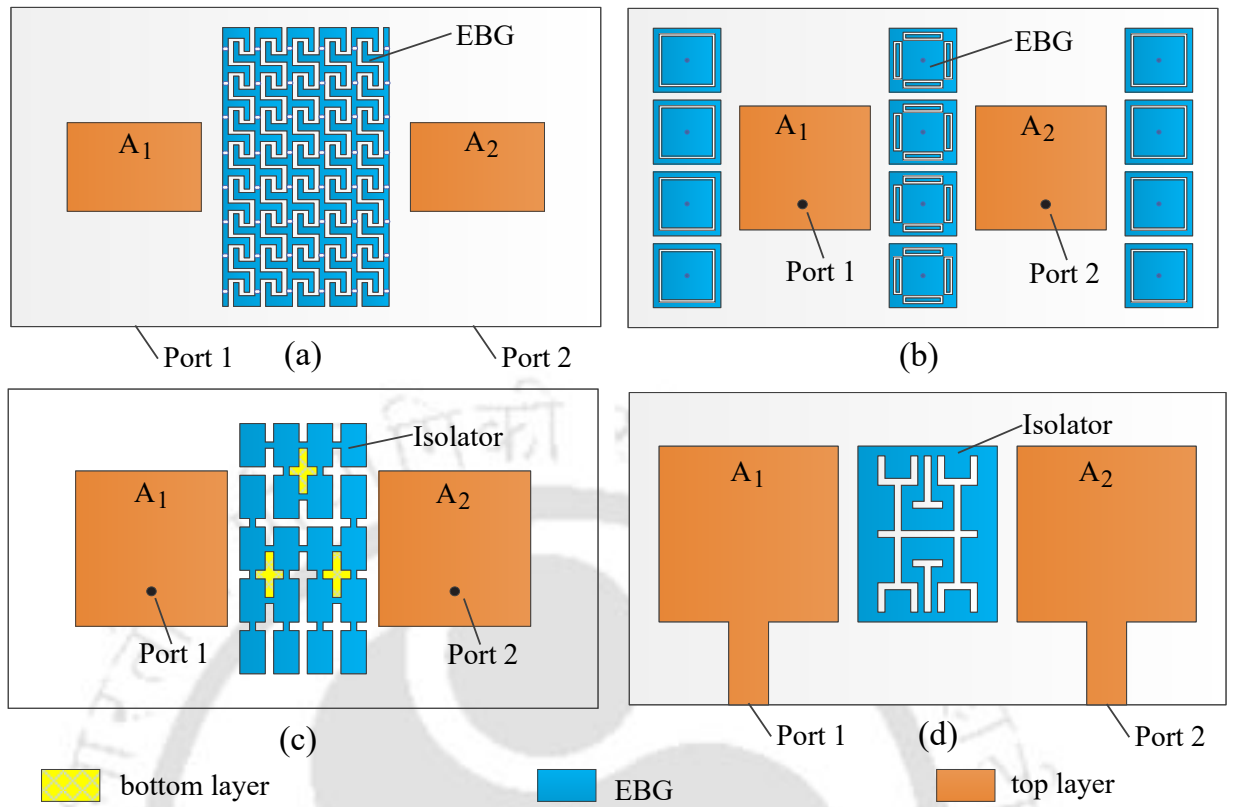 EBG
A1
A2
Port 1
(a)
Port 2
EBG
A1
A2
Port 1
Port 2
(b)
Isolator
A1
A2
Port 1
Port 2
(c)
Isolator
A1
A2
Port 1
(d)
Port 2
bottom layer
EBG
top layer